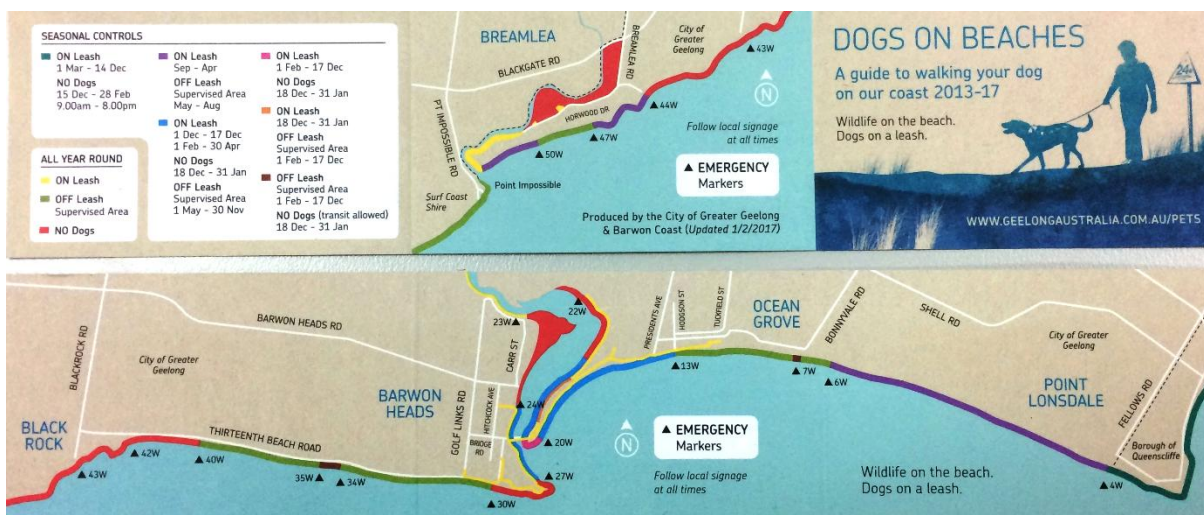 SEASONAL CONTROLS
ON Leash
1 Mar - 14 Dec
NO Dogs
15 Dec - 28 Feb
9.00am - 8.00pm
ON Leash
Sep - Apr
OFF Leash
Supervised Area
May - Aug
ON Leash
1 Dec - 17 Dec
1 Feb - 30 Apr
NO Dogs
18 Dec - 31 Jan
OFF Leash
Supervised Area
1 May - 30 Nov
ON Leash
1 Feb - 17 Dec
NO Dogs
18 Dec - 31 Jan
ON Leash
18 Dec - 31 Jan
OFF Leash
Supervised Area
1 Feb - 17 Dec
OFF Leash
Supervised Area
1 Feb - 17 Dec
NO Dogs (transit allowed)
18 Dec - 31 Jan
ALL YEAR ROUND
ON Leash
OFF Leash
Supervised Area
NO Dogs
BREAMLEA
BLACKGATE RD
BREAMLEA RD
City of
Greater
Geelong
43W
44W
HORWOOD DR
47W
50W
PT IMPOSSIBLE RD
Point Impossible
Surf Coast
Shire
N
Follow local signage
at all times
EMERGENCY
Markers
Produced by the City of Greater Geelong
& Barwon Coast (Updated 1/2/2017)
DOGS ON BEACHES
A guide to walking your dog
on our coast 2013-17
Wildlife on the beach.
Dogs on a leash.
24
WWW.GEELONGAUSTRALIA.COM.AU/PETS
BLACKROCK RD
BARWON HEADS RD
City of Greater
Geelong
BLACK
ROCK
THIRTEENTH BEACH ROAD
43W
42W
40W
35W
34W
BARWON
HEADS
GOLF LINKS RD
HITCHCOCK AVE
BRIDGE
RD
CARR ST
23W
22W
24W
20W
27W
30W
PRESIDENTS AVE
HODGSON ST
TUCKFIELD ST
OCEAN
GROVE
BONNYVALE RD
SHELL RD
13W
7W
6W
City of Greater
Geelong
POINT
LONSDALE
FELLOWS RD
Borough of
Queenscliffe
4W
N
EMERGENCY
Markers
Follow local signage
at all times
Wildlife on the beach.
Dogs on a leash.